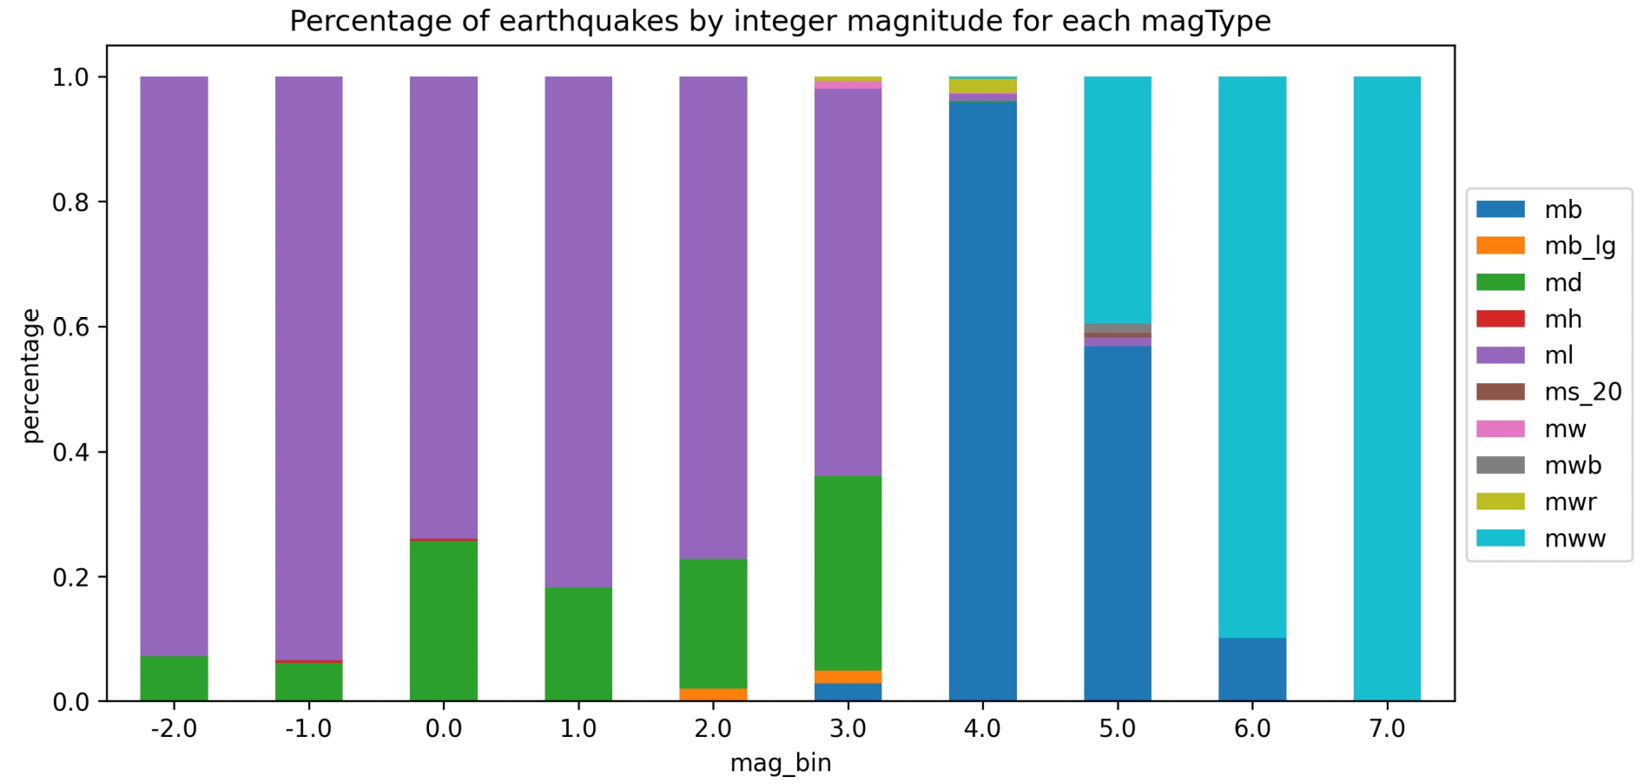 Percentage of earthquakes by integer magnitude for each magType
percentage
1.0
0.8
0.6
0.4
0.2
0.0
-2.0 -1.0 0.0 1.0 2.0 3.0 4.0 5.0 6.0 7.0
mag_bin
mb
mb_lg
md
mh
ml
ms_20
mw
mwb
mwr
mww